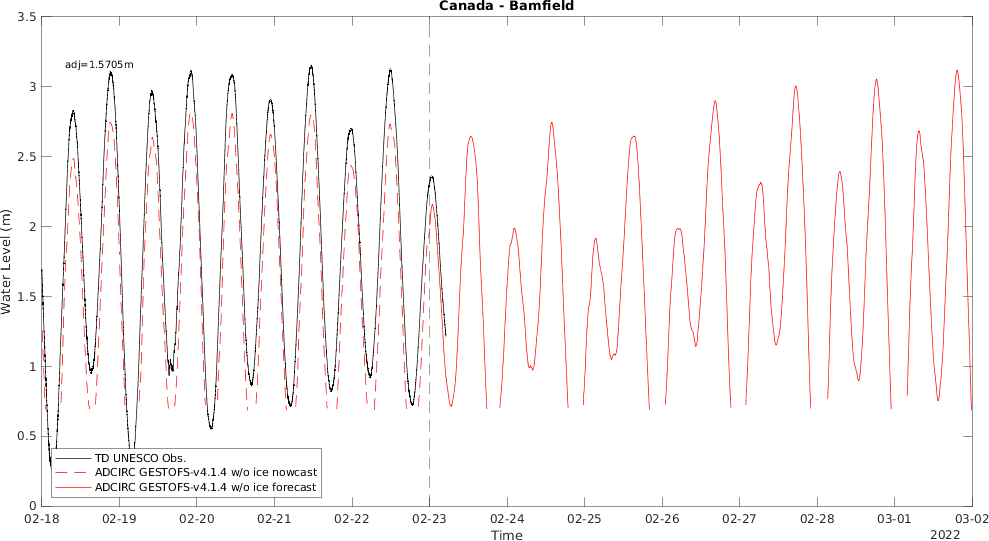 Canada - Bamfield
adj=1.5705m
3.5
3
2.5
2
1.5
1
0.5
0
Water Level (m)
TD UNESCO Obs.
ADCIRC GESTOFS-v4.1.4 w/o ice nowcast
ADCIRC GESTOFS-v4.1.4 w/o ice forecast
02-18 02-19 02-20 02-21 02-22 02-23 02-24 02-25 02-26 02-27 02-28 03-01 03-02
Time
2022